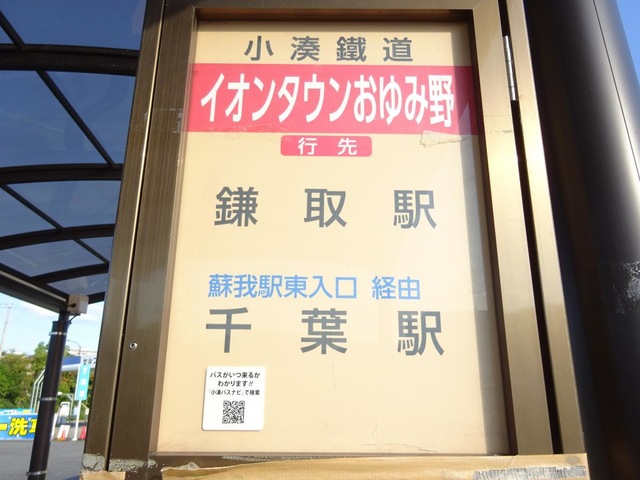 小湊鐵道
イオンタウンおゆみ野
行先
鎌取駅
蘇我駅東入口 経由
千葉駅
バスがいつ来るか
わかります!!
「小湊バスナビ」で検索
洗車